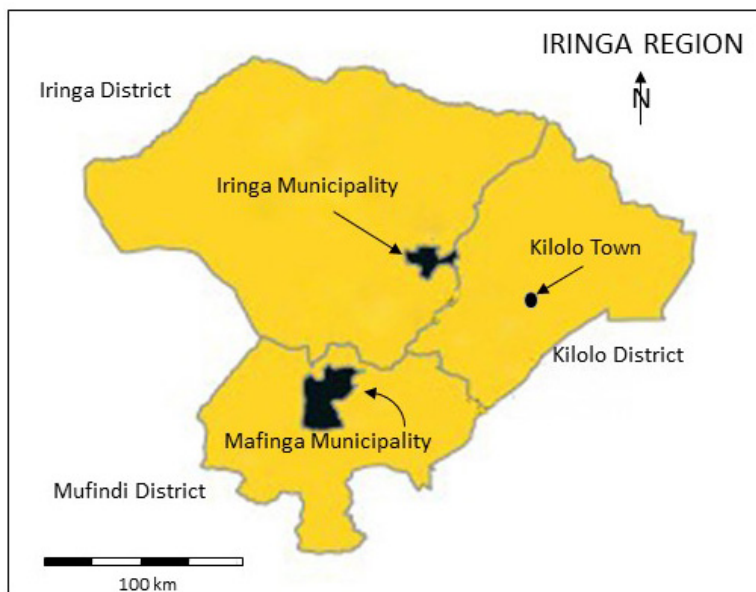 IRINGA REGION
N
Iringa District
Iringa Municipality
Kilolo Town
Kilolo District
Mafinga Municipality
Mufindi District
100 km